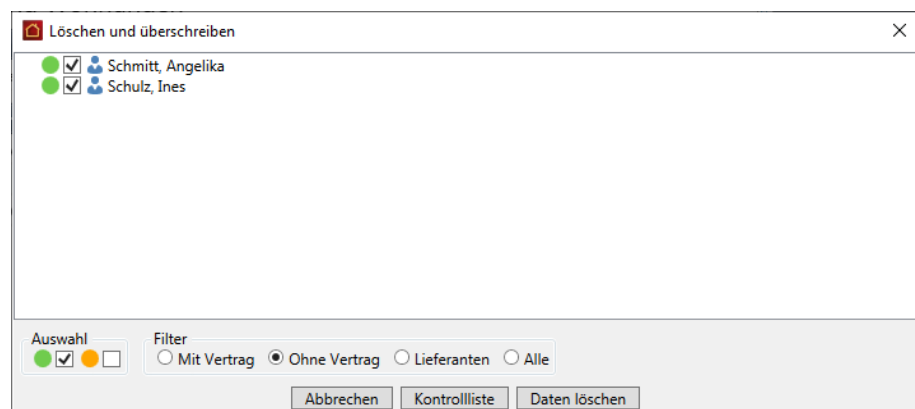 Löschen und überschreiben
Schmitt, Angelika
Schulz, Ines
Auswahl Filter
Mit Vertrag Ohne Vertrag Lieferanten Alle
Abbrechen Kontrollliste Daten löschen